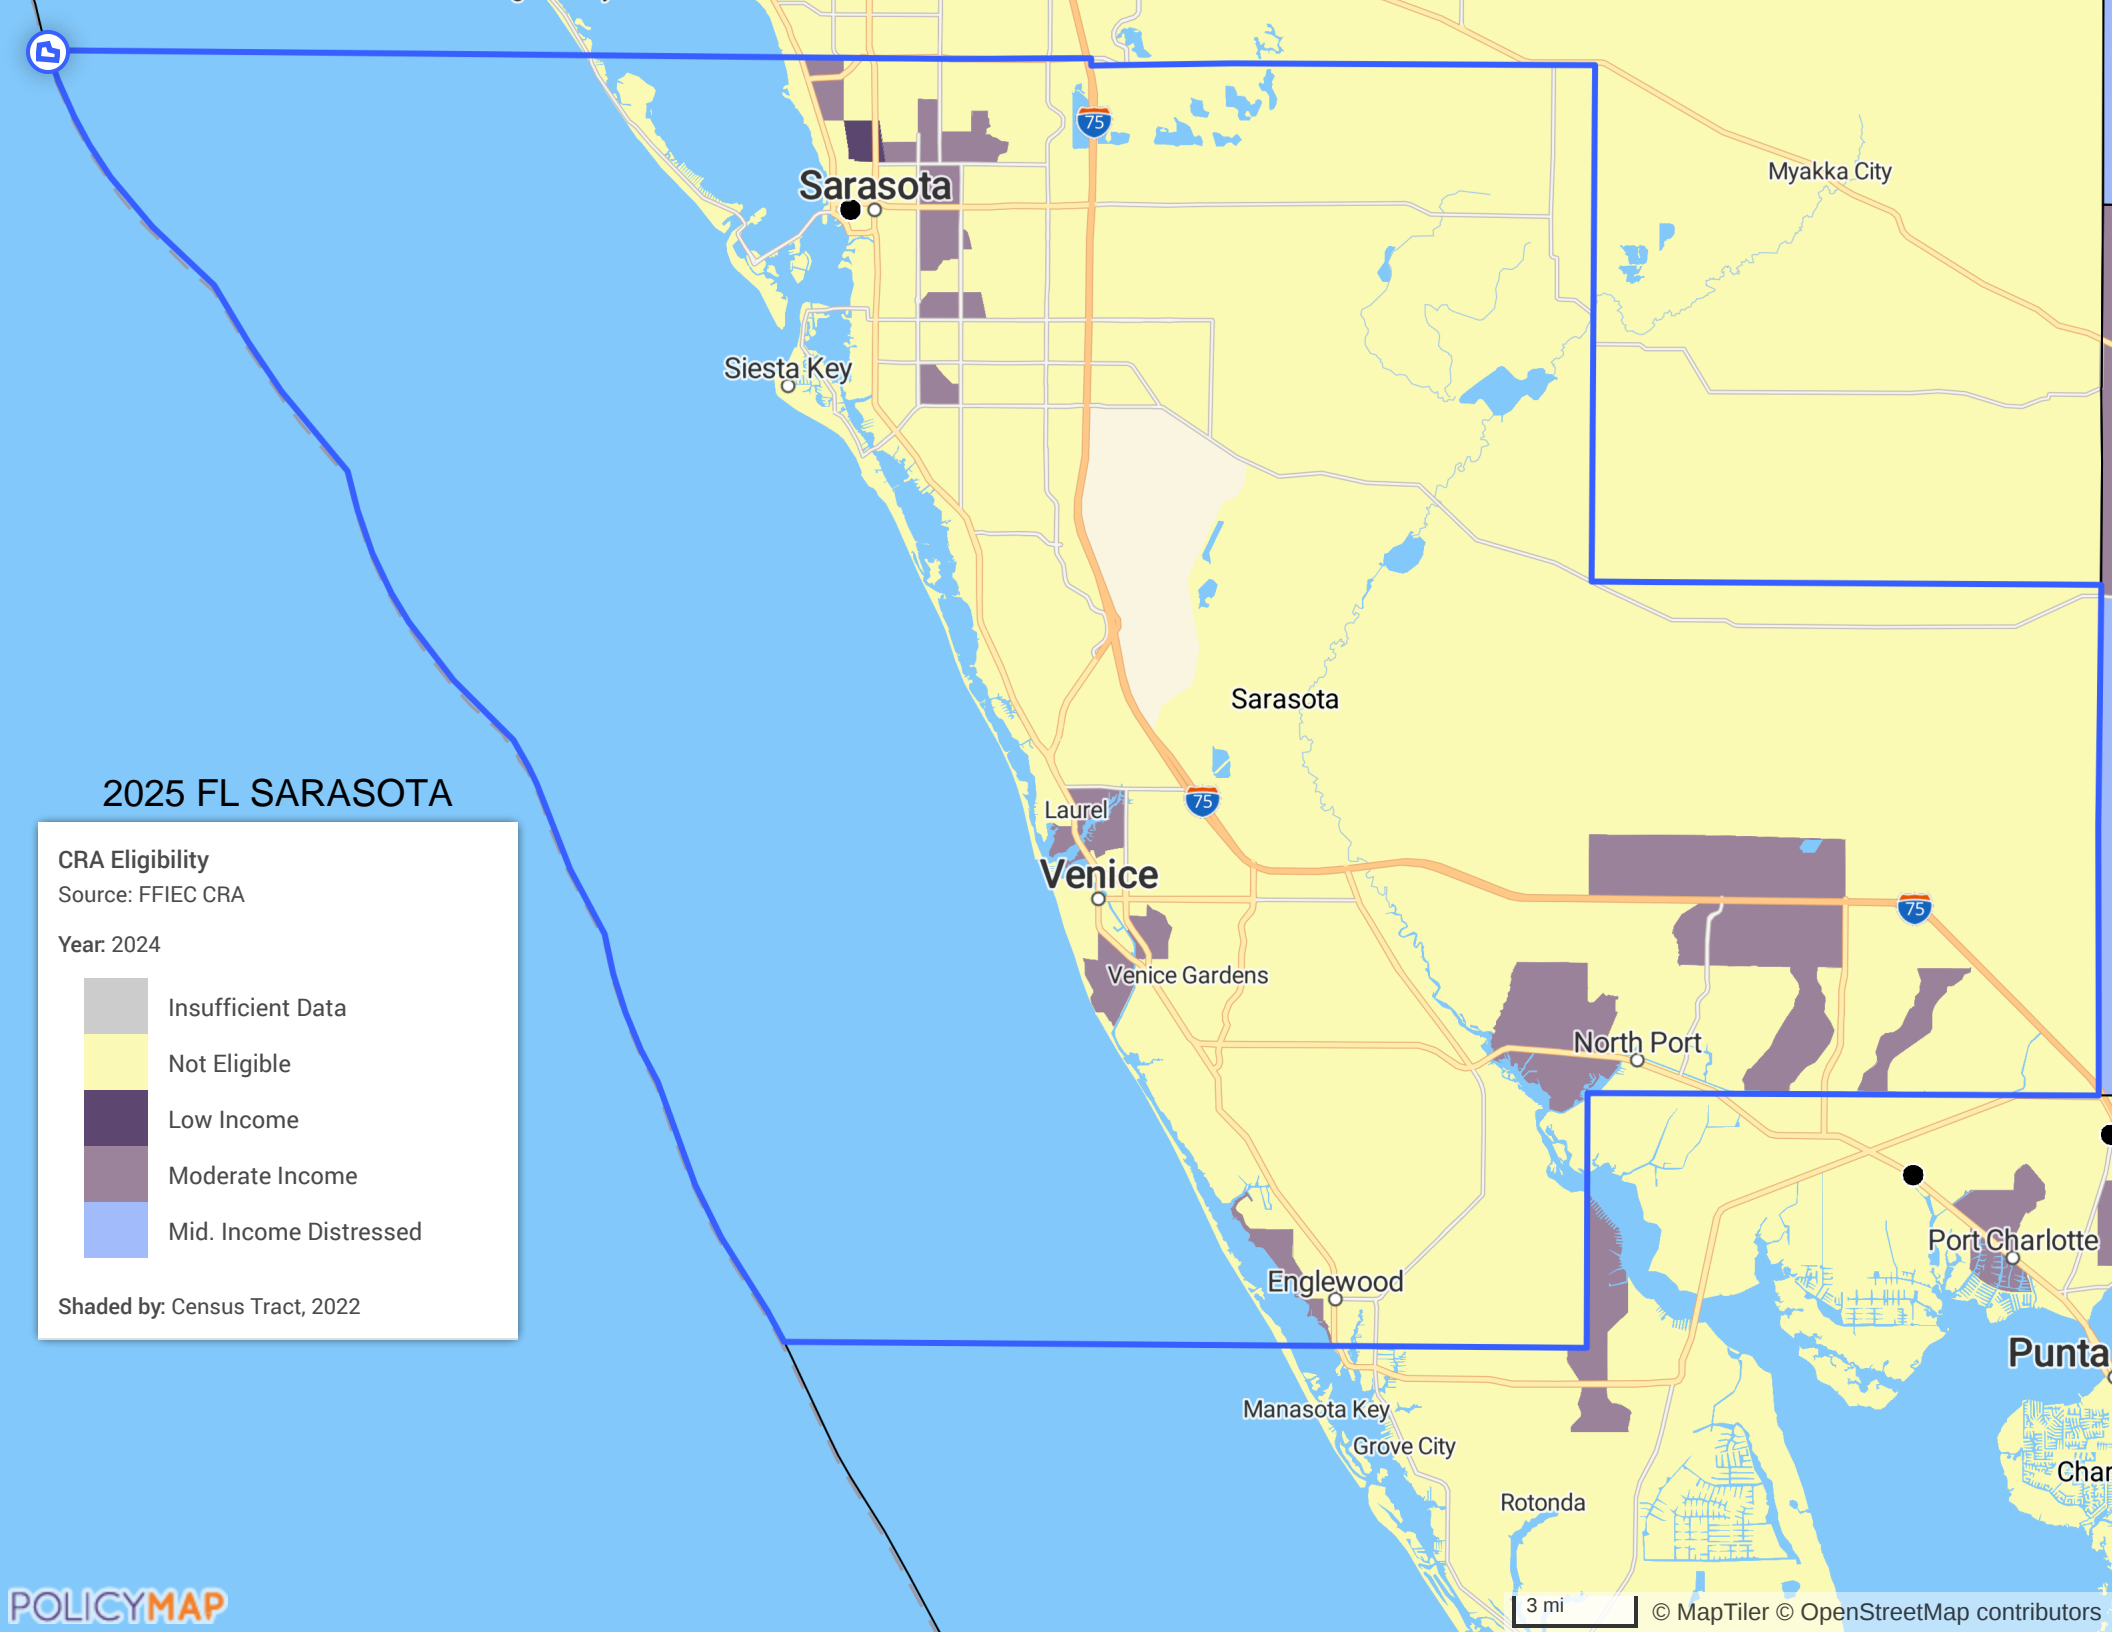 75
Myakka City
Sarasota
Siesta Key
Sarasota
2025 FL SARASOTA
Laurel
75
CRA Eligibility
Source: FFIEC CRA
Venice
75
Year: 2024
Venice Gardens
Insufficient Data
North Port
Not Eligible
Low Income
Moderate Income
Mid. Income Distressed
Port Charlotte
Englewood
Shaded by: Census Tract, 2022
Punta
Manasota Key
Grove City
Char
Rotonda
POLICYMAP
3 mi
© MapTiler © OpenStreetMap contributors